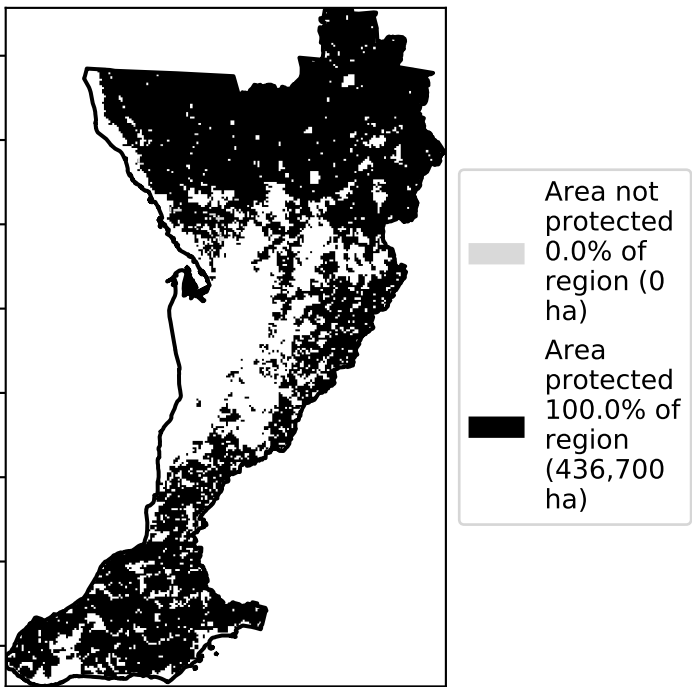 Area not
protected
0.0% of
region (0
ha)
Area
protected
100.0% of
region
(436,700
ha)